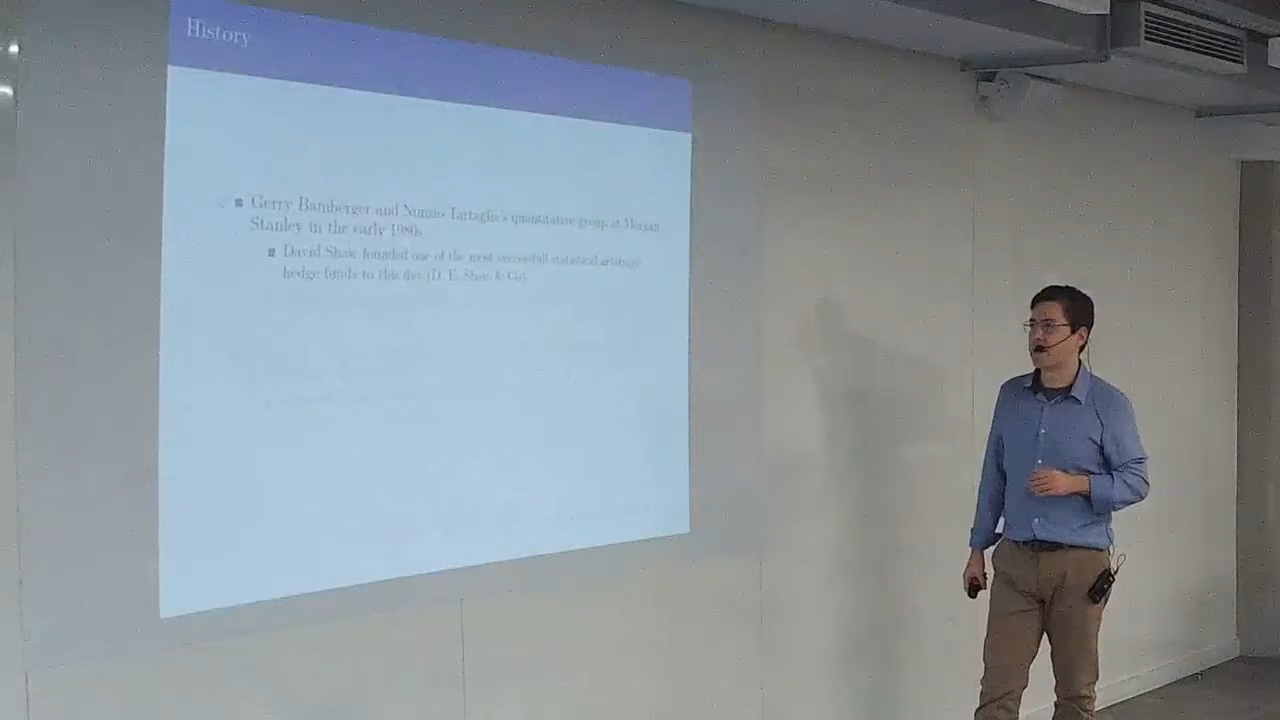 History
Gerry Bamberger and Nunzio Tartaglia's quantitative group at Morgan
Stanley in the early 1980s
David Shaw founded one of the most successfull statistical arbitrage
hedge funds to this day (D. E. Shaw & Co)